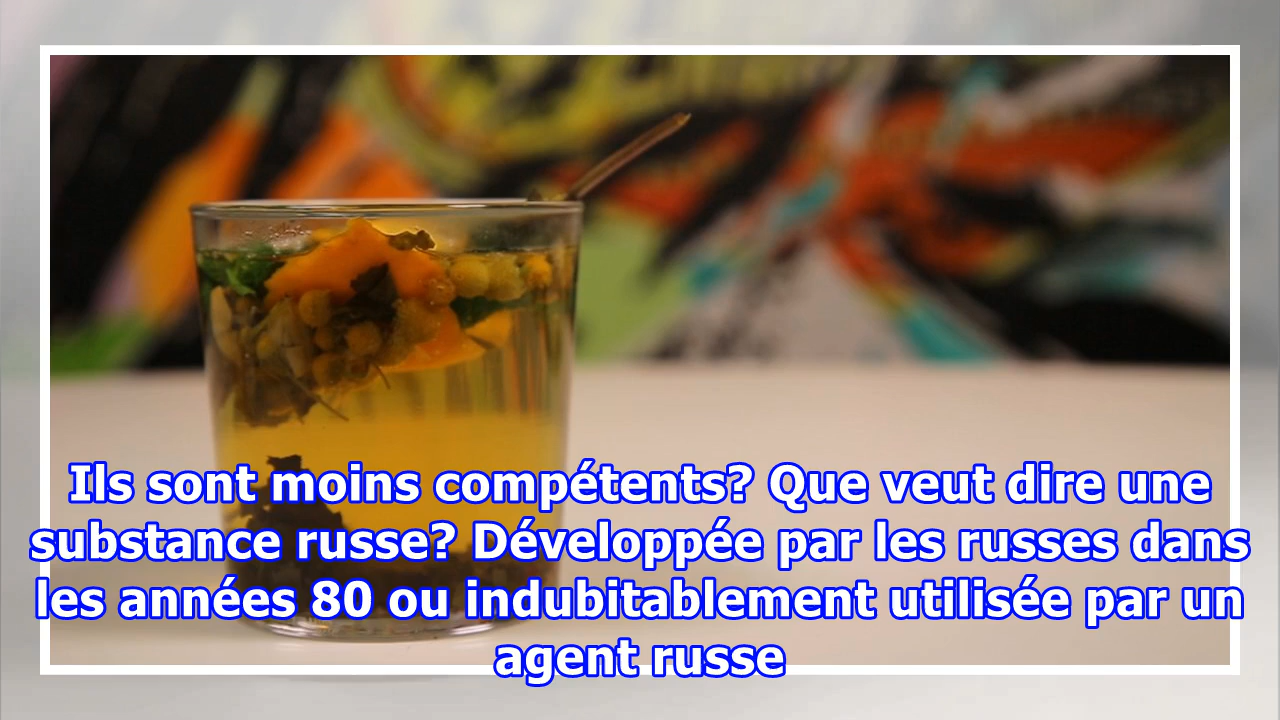 Ils sont moins compétents? Que veut dire une
substance russe? Développée par les russes dans
les années 80 ou indubitablement utilisée par un
agent russe